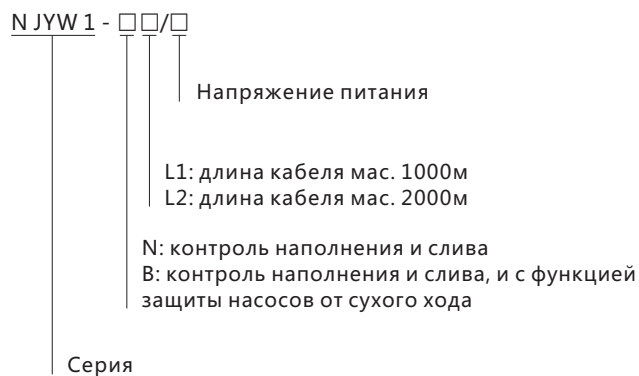 N JYW 1 - □ □/□
Напряжение питания
L1: длина кабеля мас. 1000м
L2: длина кабеля мас. 2000м
N: контроль наполнения и слива
B: контроль наполнения и слива, и с функцией
защиты насосов от сухого хода
Серия